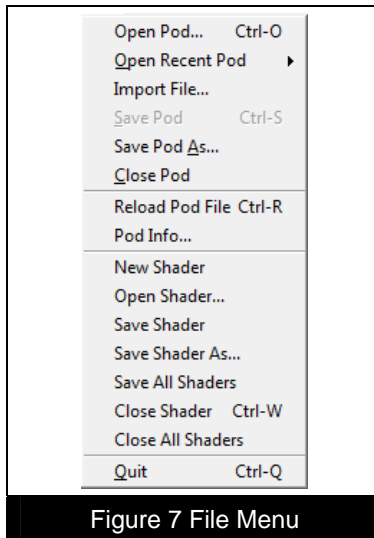 Open Pod... Ctrl-O
Open Recent Pod
Import File...
Save Pod Ctrl-S
Save Pod As...
Close Pod
Reload Pod File Ctrl-R
Pod Info...
New Shader
Open Shader...
Save Shader
Save Shader As...
Save All Shaders
Close Shader Ctrl-W
Close All Shaders
Quit Ctrl-Q
Figure 7 File Menu